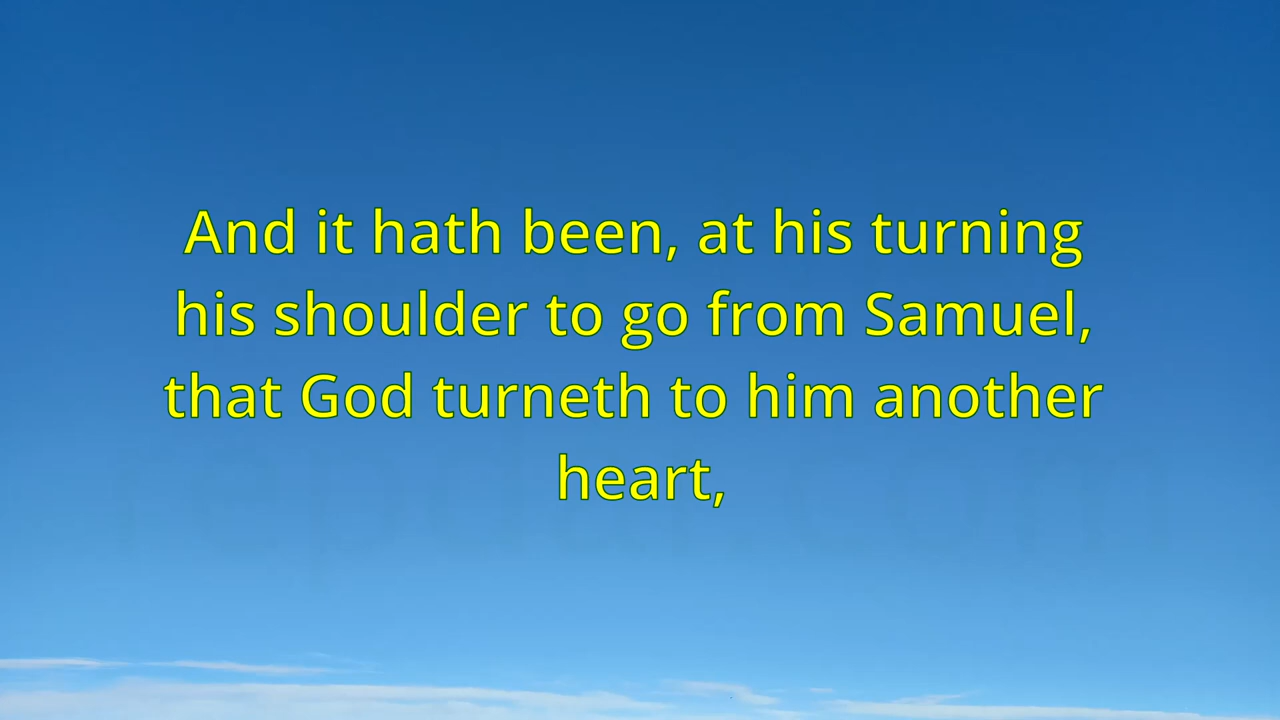 And it hath been, at his turning
his shoulder to go from Samuel,
that God turneth to him another
heart,